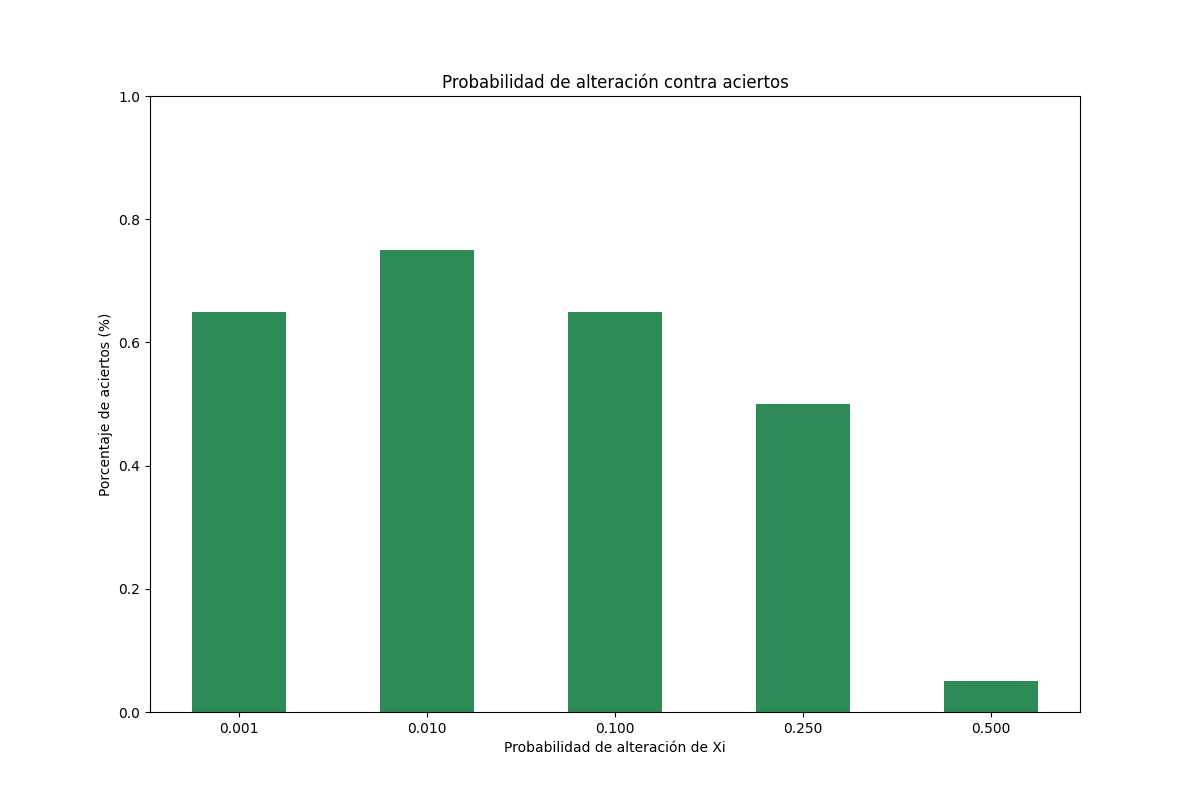 Probabilidad de alteración contra aciertos
1.0
0.8
0.6
0.4
0.2
0.0
Porcentaje de aciertos (%)
0.001 0.010 0.100 0.250 0.500
Probabilidad de alteración de Xi